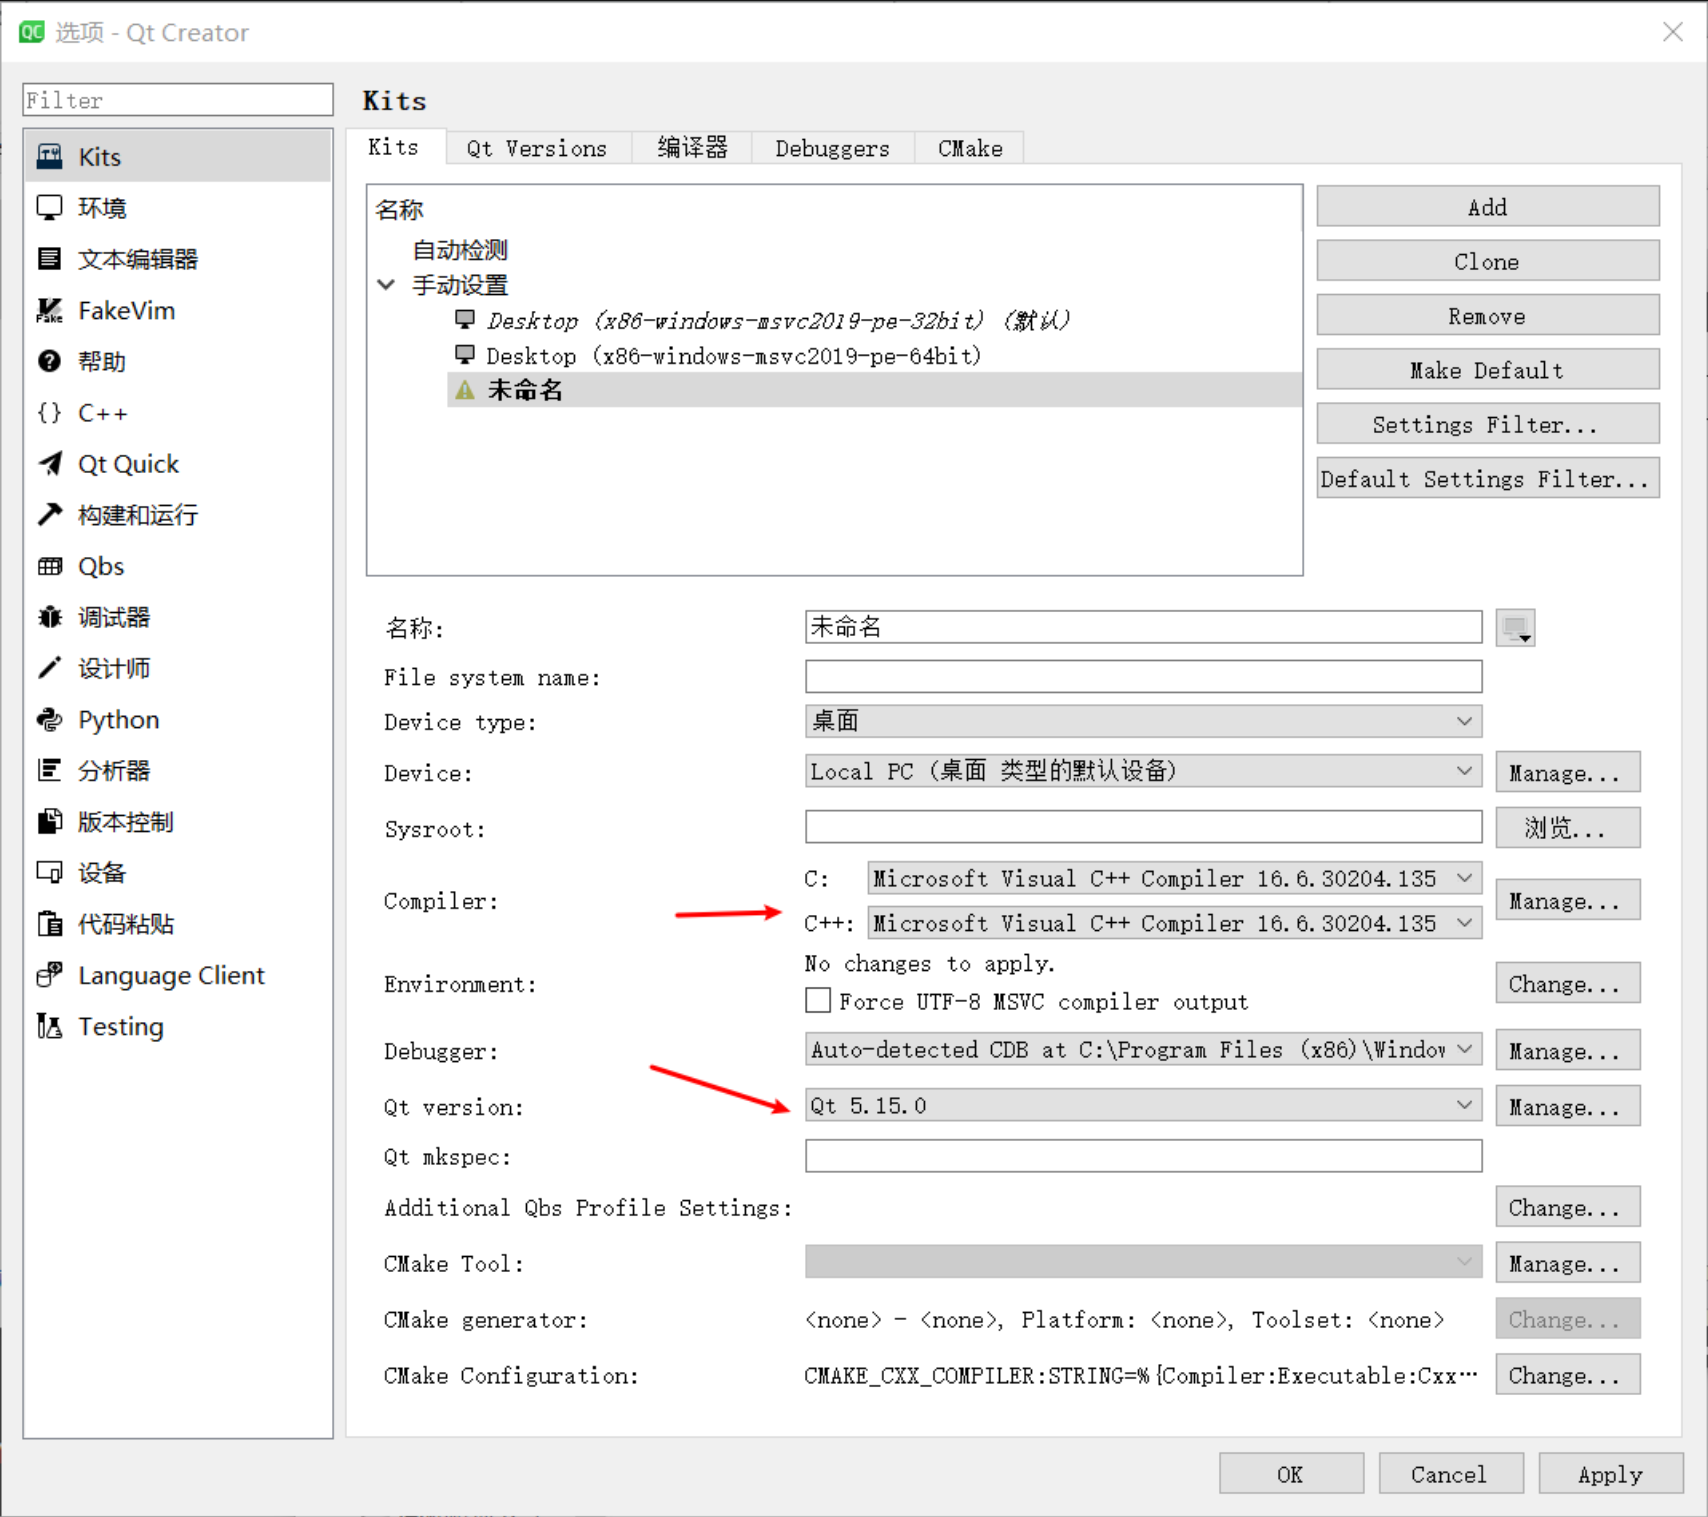 选项 - Qt Creator
Filter
Kits
环境
文本编辑器
FakeVim
帮助
C++
Qt Quick
构建和运行
Qbs
调试器
设计师
Python
分析器
版本控制
设备
代码粘贴
Language Client
Testing
Kits
Kits
Qt Versions
编译器
Debuggers
CMake
名称
自动检测
手动设置
Desktop (x86-windows-msvc2019-pe-32bit) (默认)
Desktop (x86-windows-msvc2019-pe-64bit)
未命名
Add
Clone
Remove
Make Default
Settings Filter...
Default Settings Filter...
名称: 未命名
File system name:
Device type: 桌面
Device: Local PC (桌面 类型的默认设备) Manage...
Sysroot: 浏览...
Compiler: C: Microsoft Visual C++ Compiler 16.6.30204.135 Manage...
C++: Microsoft Visual C++ Compiler 16.6.30204.135
Environment: No changes to apply. Change...
Force UTF-8 MSVC compiler output
Debugger: Auto-detected CDB at C:\Program Files (x86)\Window Manage...
Qt version: Qt 5.15.0 Manage...
Qt mkspec:
Additional Qbs Profile Settings: Change...
CMake Tool: Manage...
CMake generator: <none> - <none>, Platform: <none>, Toolset: <none> Change...
CMake Configuration: CMAKE_CXX_COMPILER:STRING=%{Compiler:Executable:Cxx… Change...
OK
Cancel
Apply